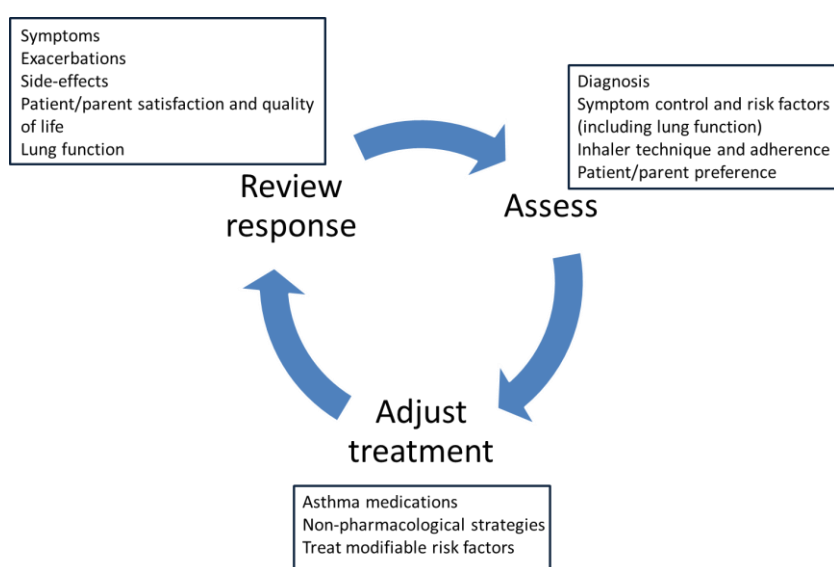 Symptoms
Exacerbations
Side-effects
Patient/parent satisfaction and quality
of life
Lung function
Diagnosis
Symptom control and risk factors
(including lung function)
Inhaler technique and adherence
Patient/parent preference
Review
response
Assess
Adjust
treatment
Asthma medications
Non-pharmacological strategies
Treat modifiable risk factors